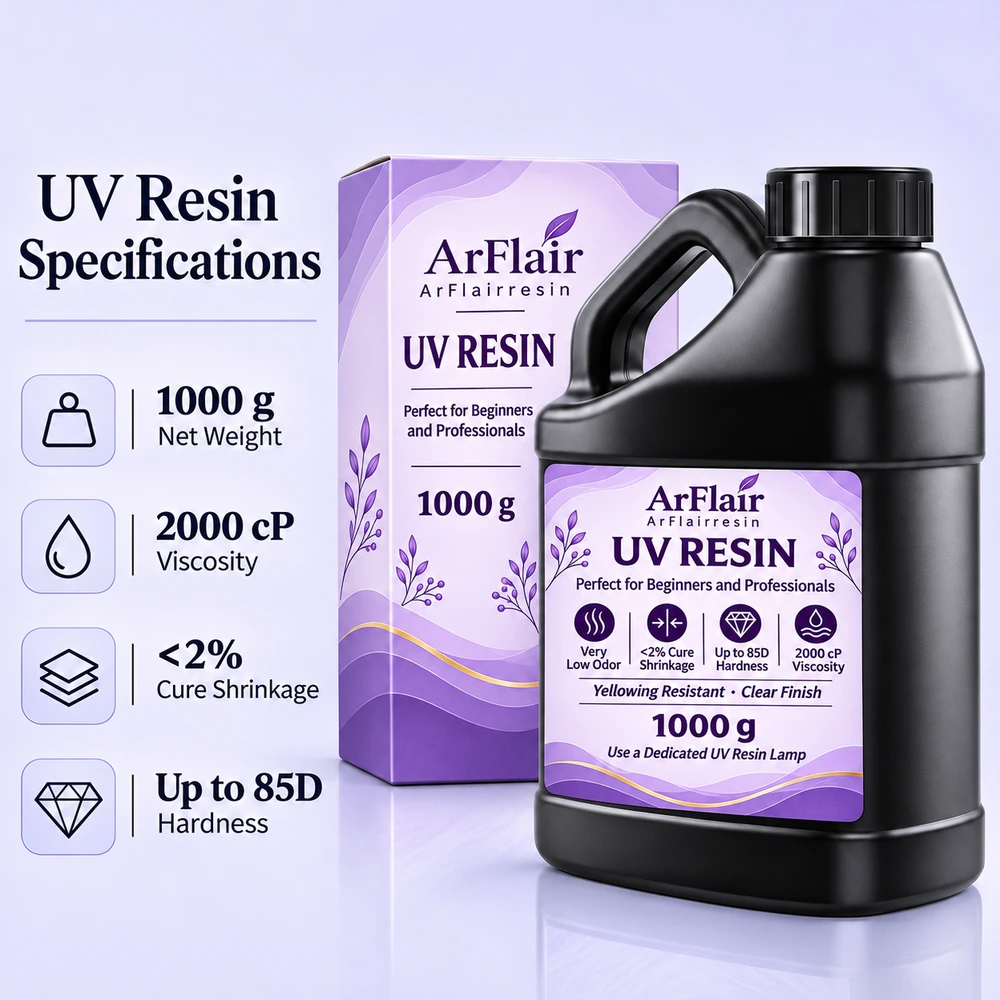 UV Resin
Specifications
1000 g
Net Weight
2000 cP
Viscosity
<2%
Cure Shrinkage
Up to 85D
Hardness
ArFlair
ArFlairresin
UV RESIN
Perfect for Beginners
and Professionals
1000 g
ArFlair
ArFlairresin
UV RESIN
Perfect for Beginners and Professionals
Very
Low Odor
<2% Cure
Shrinkage
Up to 85D
Hardness
2000 cP
Viscosity
Yellowing Resistant • Clear Finish
1000 g
Use a Dedicated UV Resin Lamp